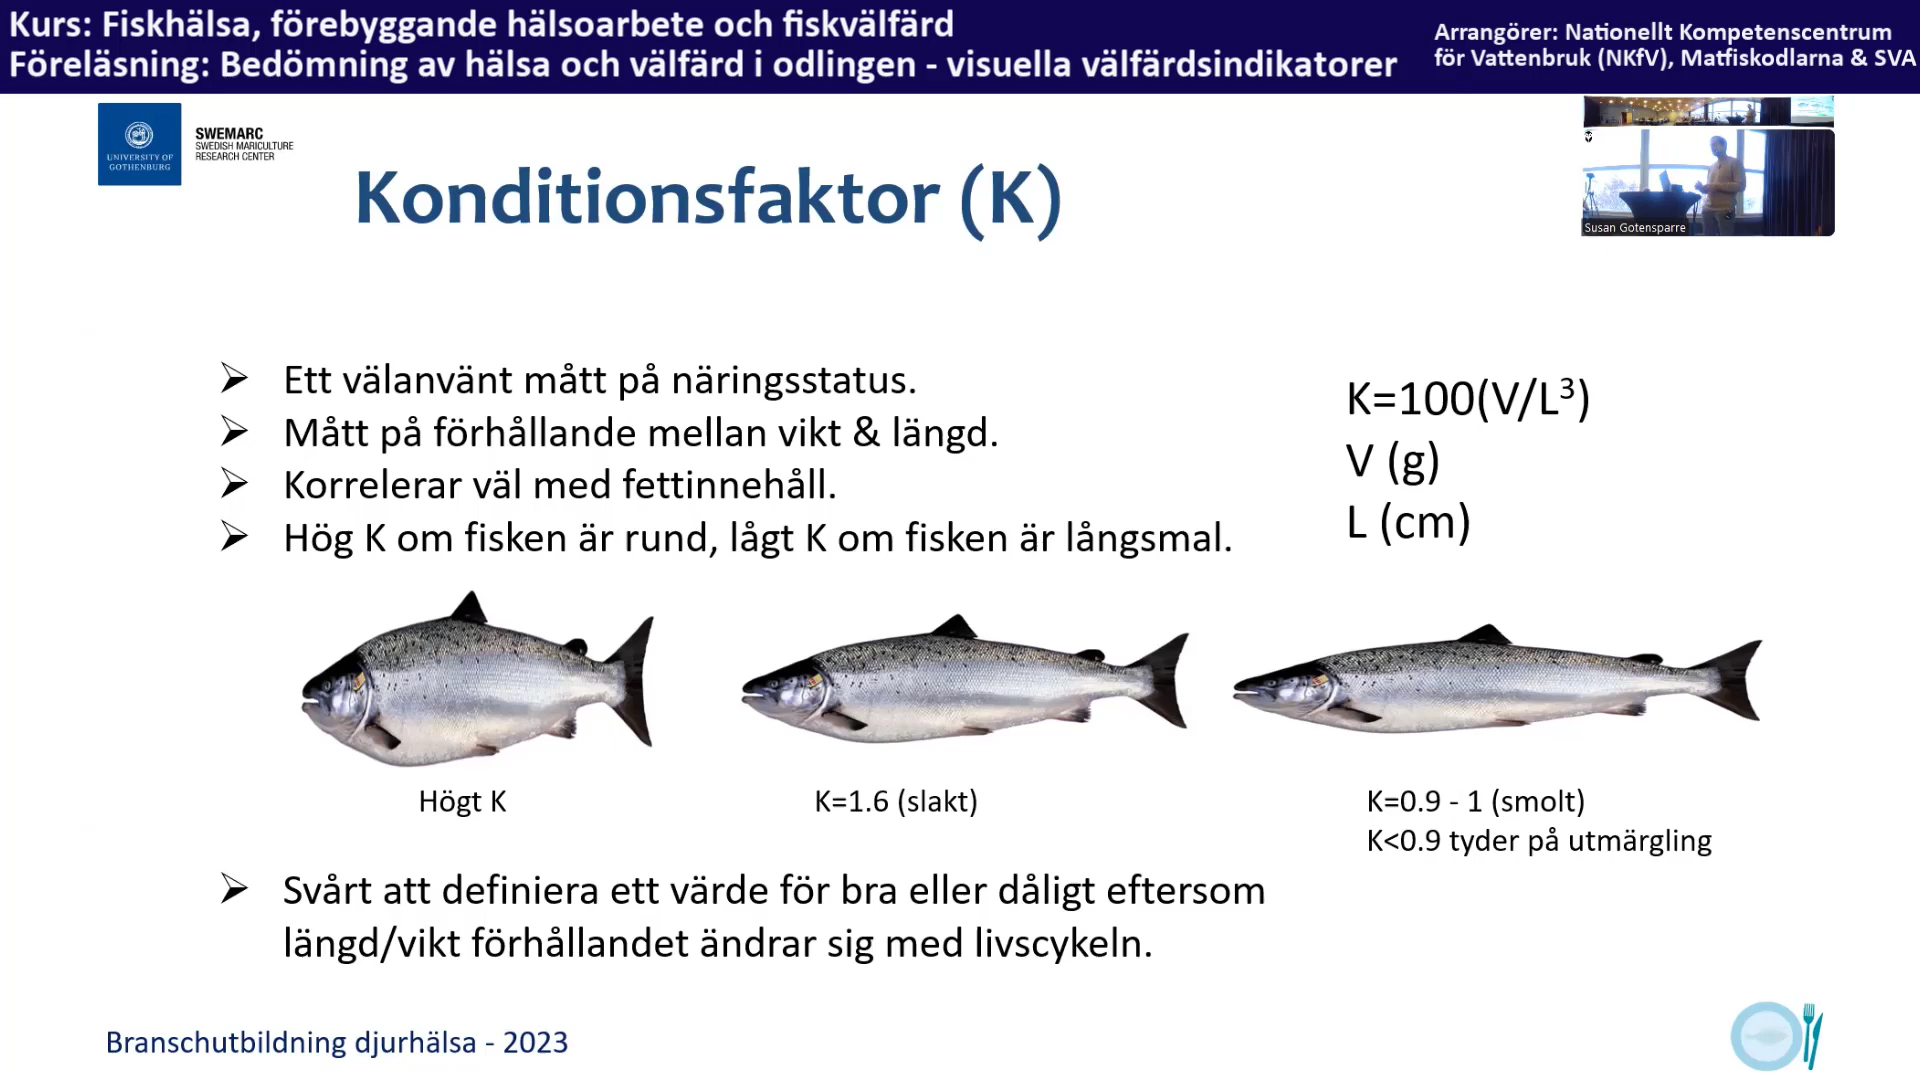 Kurs: Fiskhälsa, förebyggande hälsoarbete och fiskvälfärd
Föreläsning: Bedömning av hälsa och välfärd i odlingen - visuella välfärdsindikatorer
Arrangörer: Nationellt Kompetenscentrum
för Vattenbruk (NKfV), Matfiskodlarna & SVA
UNIVERSITY OF
GOTHENBURG
SWEMARC
SWEDISH MARICULTURE
RESEARCH CENTER
Konditionsfaktor (K)
Susan Gotensparre
➢ Ett välanvänt mått på näringsstatus.
➢ Mått på förhållande mellan vikt & längd.
➢ Korrelerar väl med fettinnehåll.
➢ Hög K om fisken är rund, lågt K om fisken är långsmal.
K=100(V/L³)
V (g)
L (cm)
Högt K
K=1.6 (slakt)
K=0.9 - 1 (smolt)
K<0.9 tyder på utmärgling
➢ Svårt att definiera ett värde för bra eller dåligt eftersom
längd/vikt förhållandet ändrar sig med livscykeln.
Branschutbildning djurhälsa - 2023